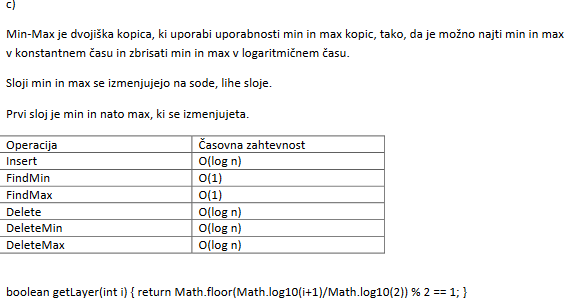 c)
Min-Max je dvojiška kopica, ki uporabi uporabnosti min in max kopic, tako, da je možno najti min in max
v konstantnem času in zbrisati min in max v logaritmičnem času.
Sloji min in max se izmenjujejo na sode, lihe sloje.
Prvi sloj je min in nato max, ki se izmenjujeta.
Operacija Časovna zahtevnost
Insert O(log n)
FindMin O(1)
FindMax O(1)
Delete O(log n)
DeleteMin O(log n)
DeleteMax O(log n)
boolean getLayer(int i) { return Math.floor(Math.log10(i+1)/Math.log10(2)) % 2 == 1; }